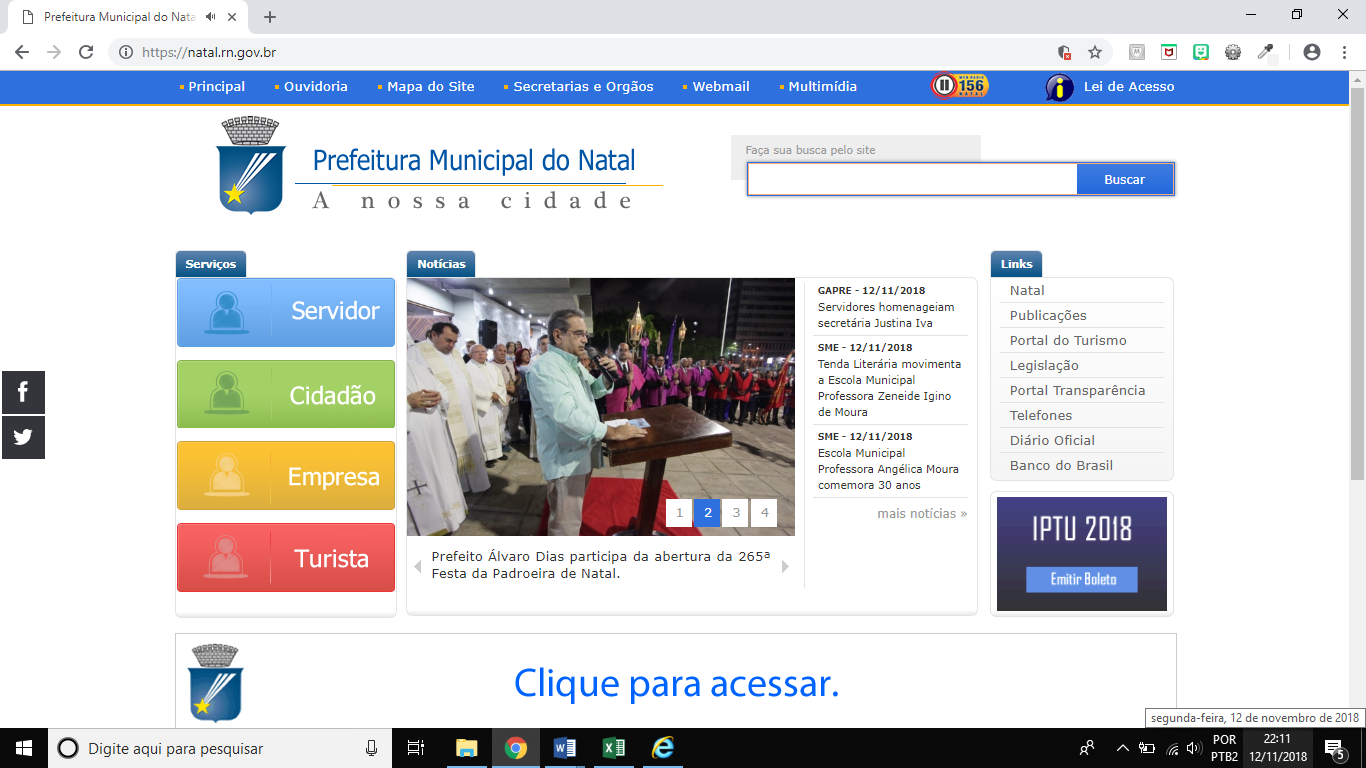 Prefeitura Municipal do Nata
https://natal.rn.gov.br
Principal
Ouvidoria
Mapa do Site
Secretarias e Orgãos
Webmail
Multimídia
156
Lei de Acesso
Prefeitura Municipal do Natal
A nossa cidade
Faça sua busca pelo site
Buscar
Serviços
Servidor
Cidadão
Empresa
Turista
Notícias
1 2 3 4
Prefeito Álvaro Dias participa da abertura da 265ª
Festa da Padroeira de Natal.
GAPRE - 12/11/2018
Servidores homenageiam
secretária Justina Iva
SME - 12/11/2018
Tenda Literária movimenta
a Escola Municipal
Professora Zeneide Igino
de Moura
SME - 12/11/2018
Escola Municipal
Professora Angélica Moura
comemora 30 anos
mais notícias »
Links
Natal
Publicações
Portal do Turismo
Legislação
Portal Transparência
Telefones
Diário Oficial
Banco do Brasil
IPTU 2018
Emitir Boleto
Clique para acessar.
segunda-feira, 12 de novembro de 2018
Digite aqui para pesquisar
POR
PTB2
22:11
12/11/2018
5